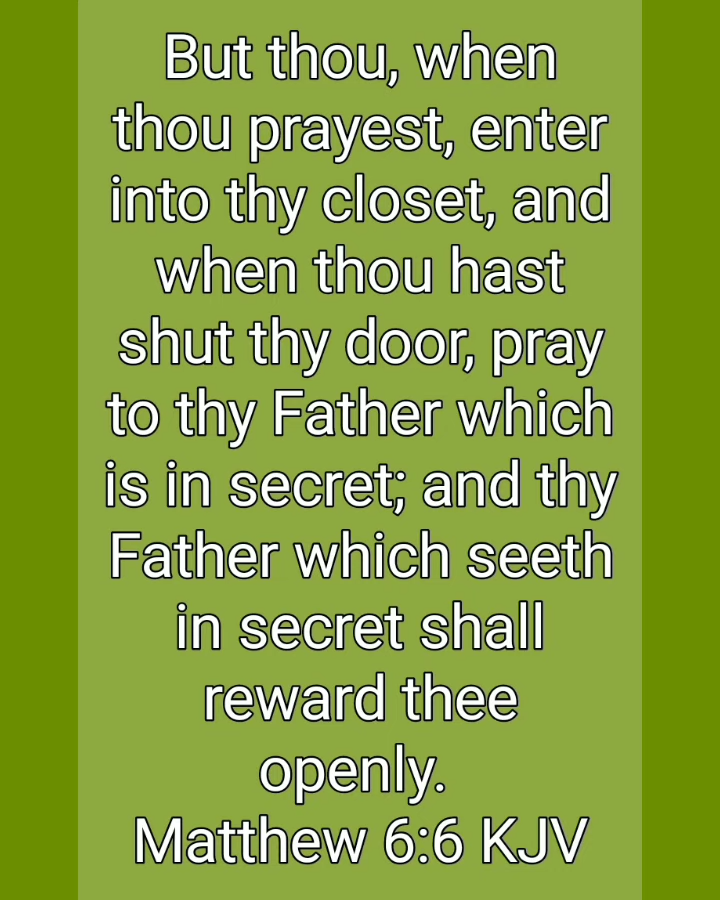 But thou, when
thou prayest, enter
into thy closet, and
when thou hast
shut thy door, pray
to thy Father which
is in secret; and thy
Father which seeth
in secret shall
reward thee
openly.
Matthew 6:6 KJV